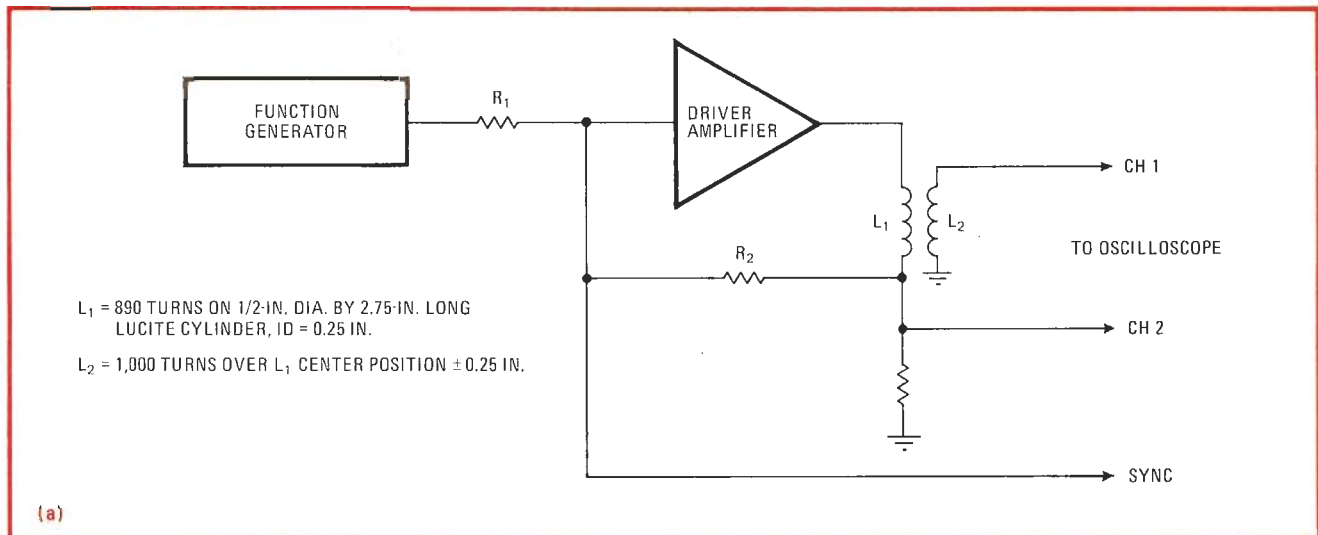 FUNCTION
GENERATOR
R1
DRIVER
AMPLIFIER
CH 1
L1
L2
TO OSCILLOSCOPE
R2
L1 = 890 TURNS ON 1/2-IN. DIA. BY 2.75-IN. LONG
LUCITE CYLINDER, ID = 0.25 IN.
CH 2
L2 = 1,000 TURNS OVER L1 CENTER POSITION ±0.25 IN.
SYNC
(a)